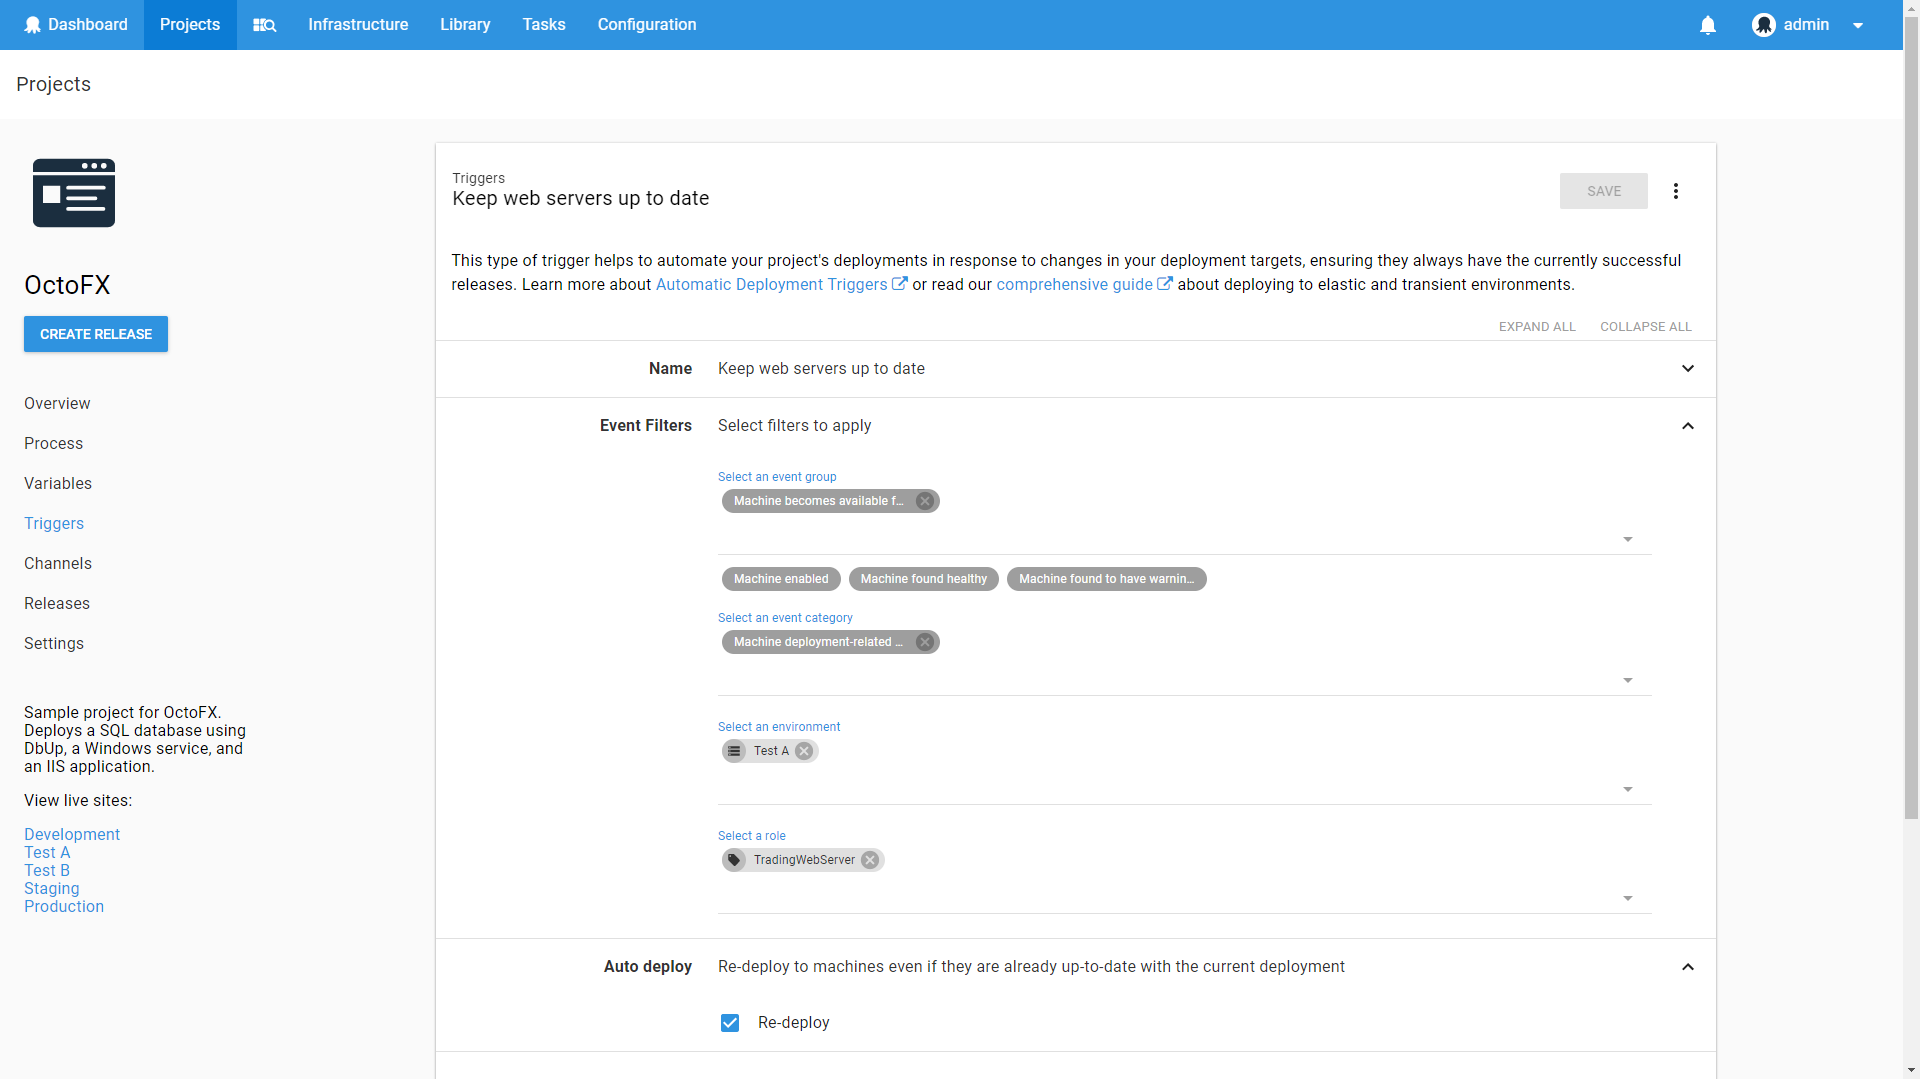 Dashboard
Projects
Infrastructure
Library
Tasks
Configuration
admin
Projects
OctoFX
CREATE RELEASE
Overview
Process
Variables
Triggers
Channels
Releases
Settings
Sample project for OctoFX.
Deploys a SQL database using
DbUp, a Windows service, and
an IIS application.
View live sites:
Development
Test A
Test B
Staging
Production
Triggers
Keep web servers up to date
SAVE
This type of trigger helps to automate your project's deployments in response to changes in your deployment targets, ensuring they always have the currently successful
releases. Learn more about Automatic Deployment Triggers or read our comprehensive guide about deploying to elastic and transient environments.
EXPAND ALL
COLLAPSE ALL
Name
Keep web servers up to date
Event Filters
Select filters to apply
Select an event group
Machine becomes available f...
Machine enabled
Machine found healthy
Machine found to have warnin...
Select an event category
Machine deployment-related ...
Select an environment
Test A
Select a role
TradingWebServer
Auto deploy
Re-deploy to machines even if they are already up-to-date with the current deployment
Re-deploy